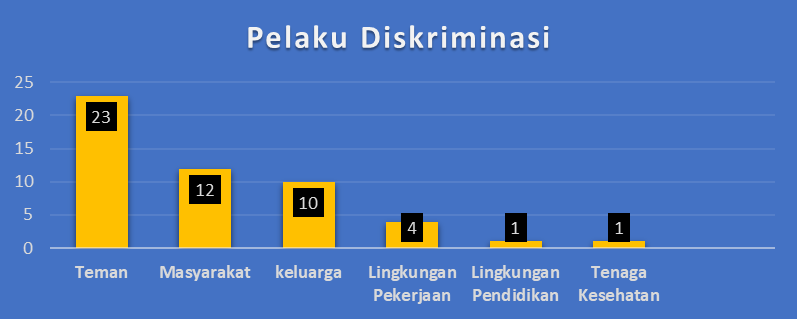 Pelaku Diskriminasi
25
20
15
10
5
0
23
12
10
4
1
1
Teman
Masyarakat
keluarga
Lingkungan
Pekerjaan
Lingkungan
Pendidikan
Tenaga
Kesehatan